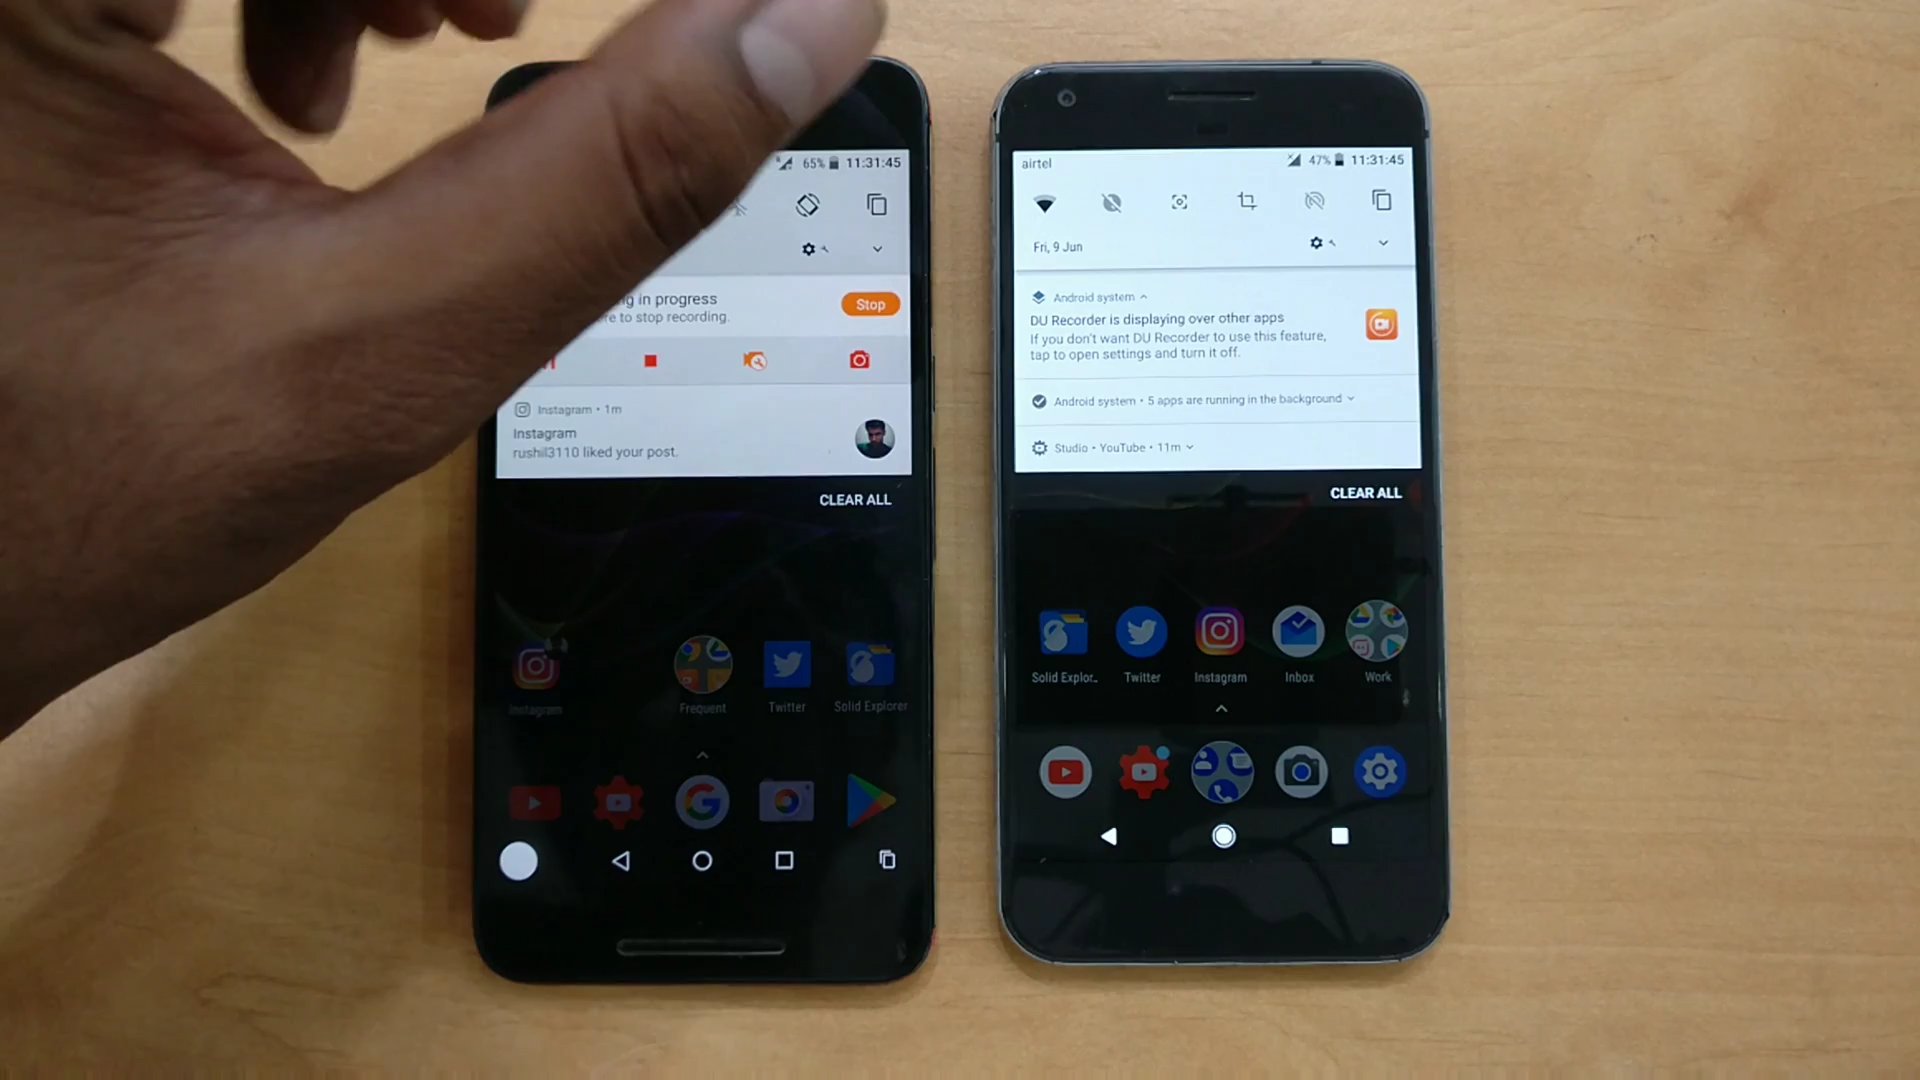 65% 11:31:45
in progress
re to stop recording.
Stop
Instagram • 1m
Instagram
rushil3110 liked your post.
CLEAR ALL
Instagram
Frequent
Twitter
Solid Explorer
airtel
47% 11:31:45
Fri, 9 Jun
Android system
DU Recorder is displaying over other apps
If you don't want DU Recorder to use this feature,
tap to open settings and turn it off.
Android system • 5 apps are running in the background
Studio • YouTube • 11m
CLEAR ALL
Solid Explor..
Twitter
Instagram
Inbox
Work